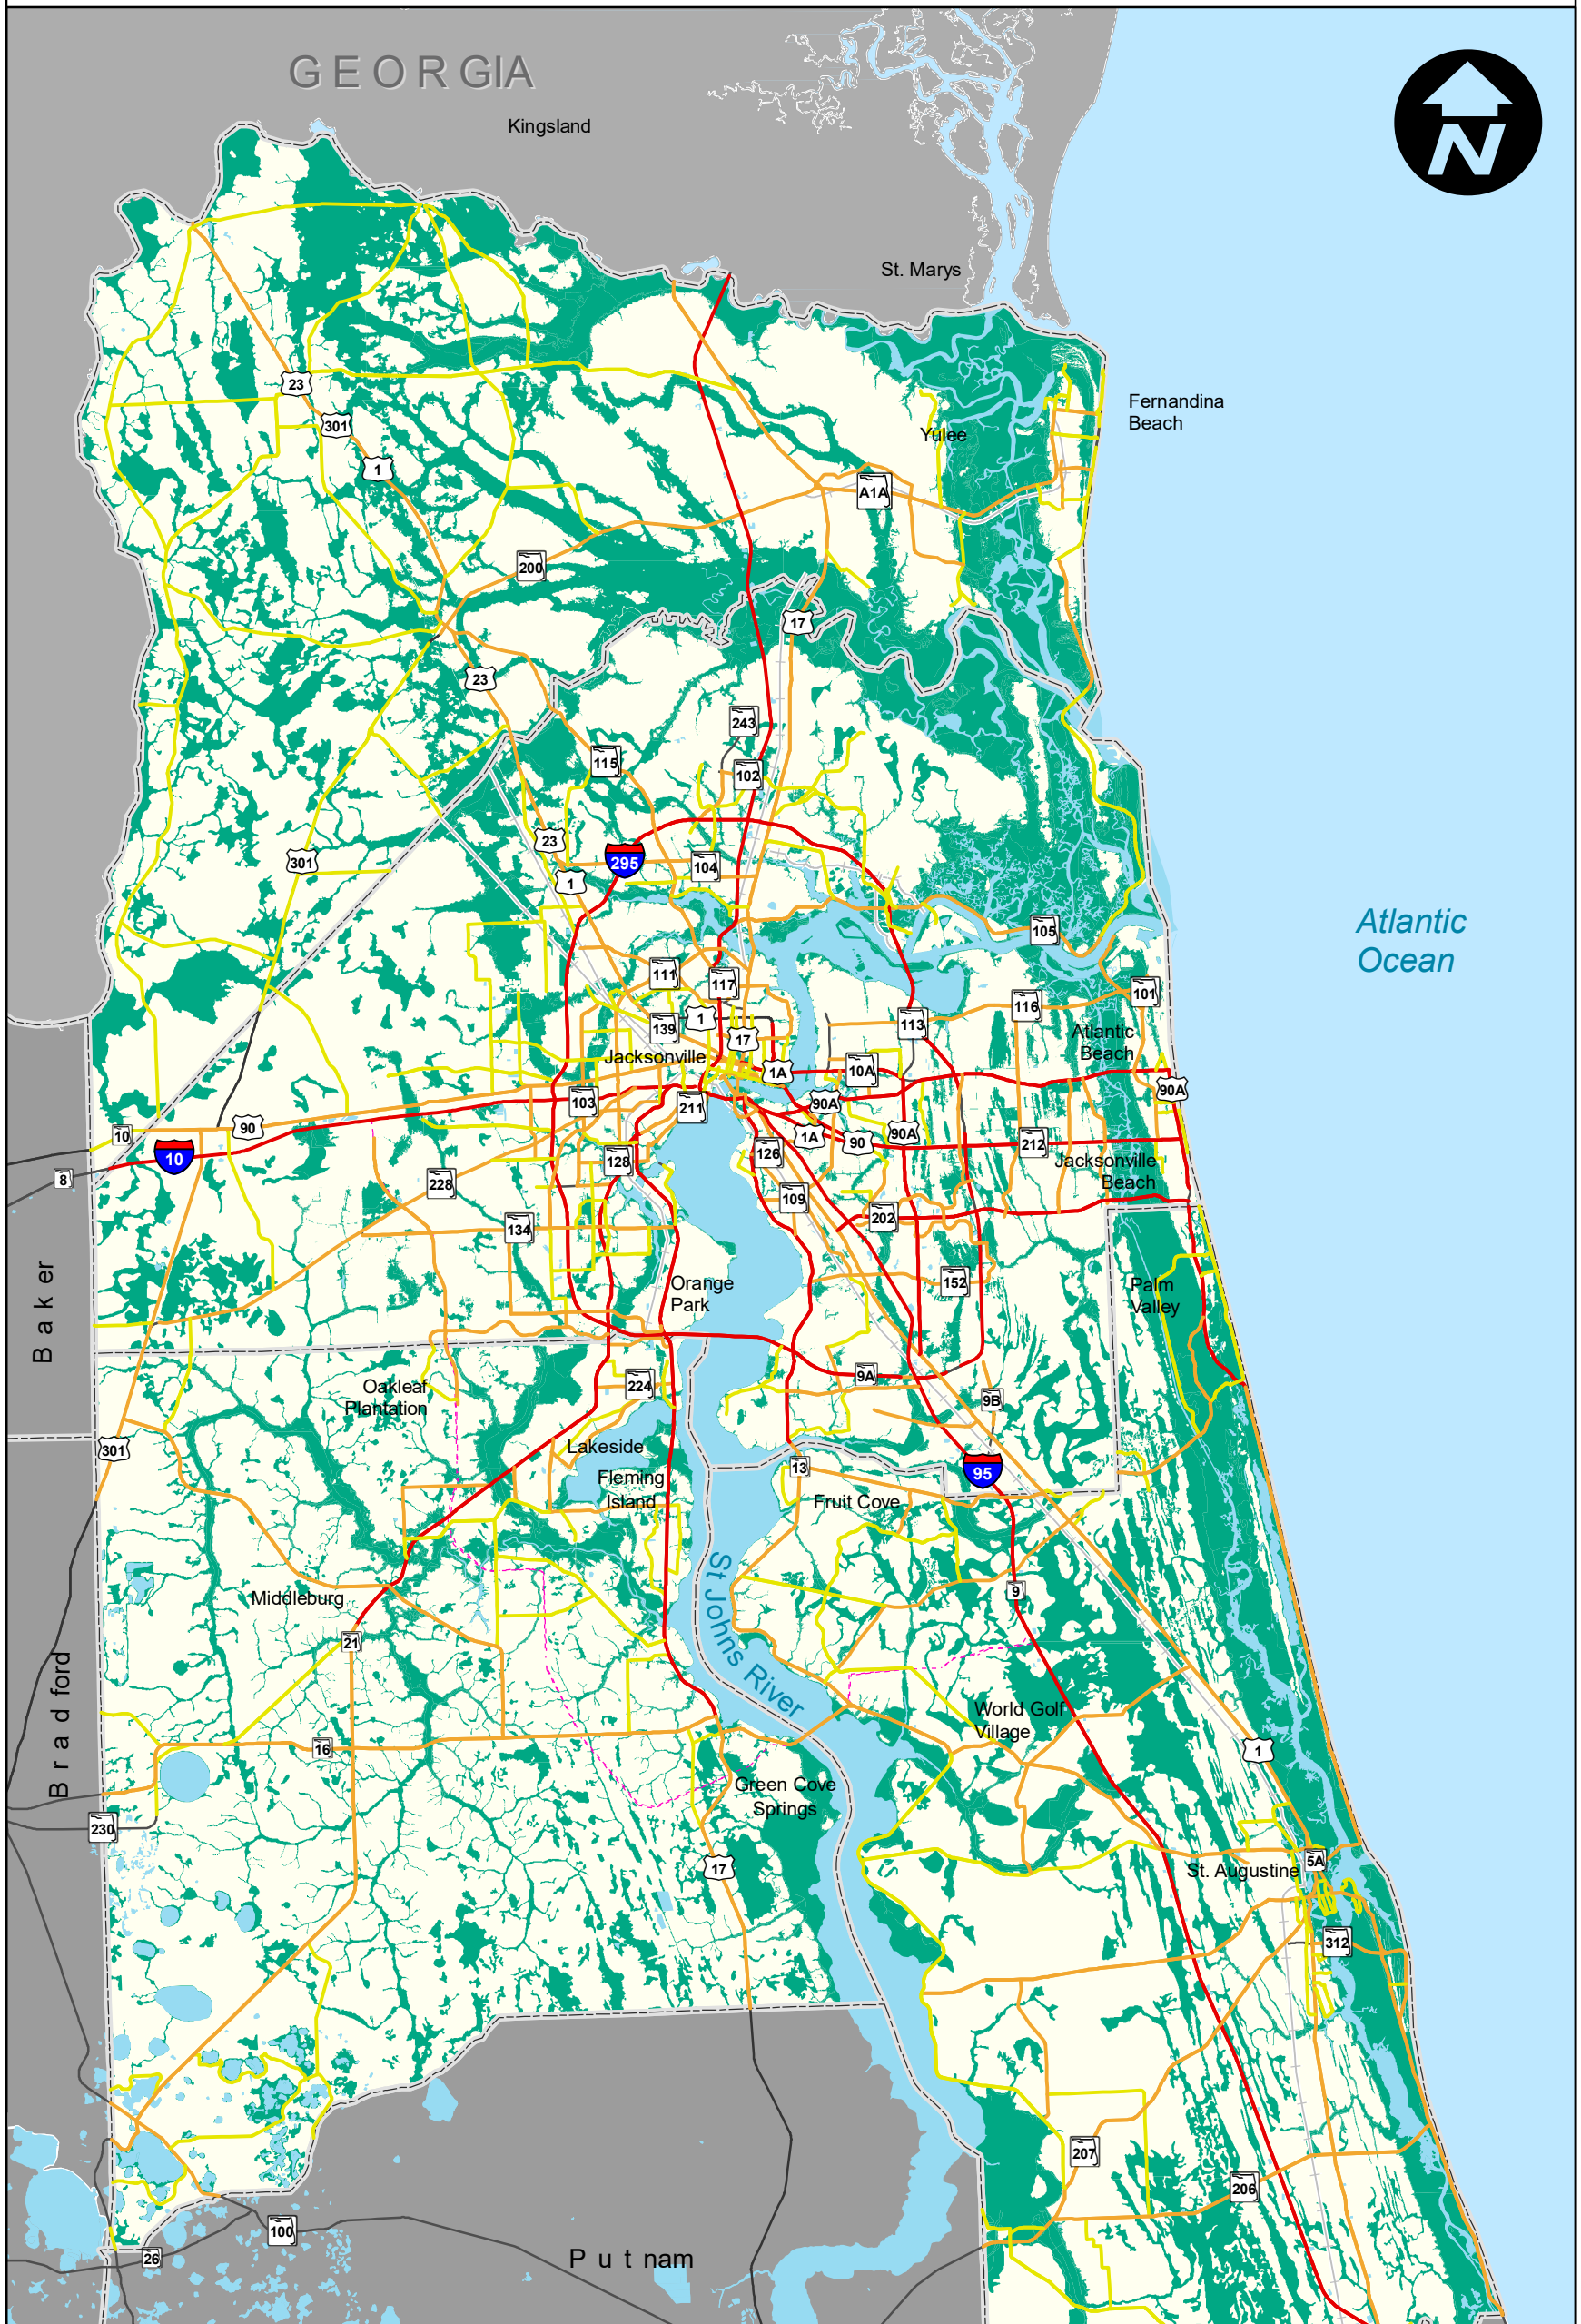 GEORGIA
Kingsland
N
St. Marys
23
Fernandina
Beach
301
Yulee
1
A1A
200
17
23
243
115
102
23
301
295
104
1
Atlantic
Ocean
105
111
117
101
116
1
113
139
17
Atlantic
Beach
Jacksonville
10A
1A
90A
103
90A
211
90
10
1A
90
90A
212
126
10
128
Jacksonville
Beach
8
228
109
202
134
Baker
152
Orange
Park
Palm
Valley
9A
224
Oakleaf
Plantation
9B
301
Lakeside
13
95
Fleming
Island
Fruit Cove
St Johns River
9
Middleburg
21
Bradford
World Golf
Village
16
1
Green Cove
Springs
230
5A
17
St. Augustine
312
207
206
100
26
Putnam